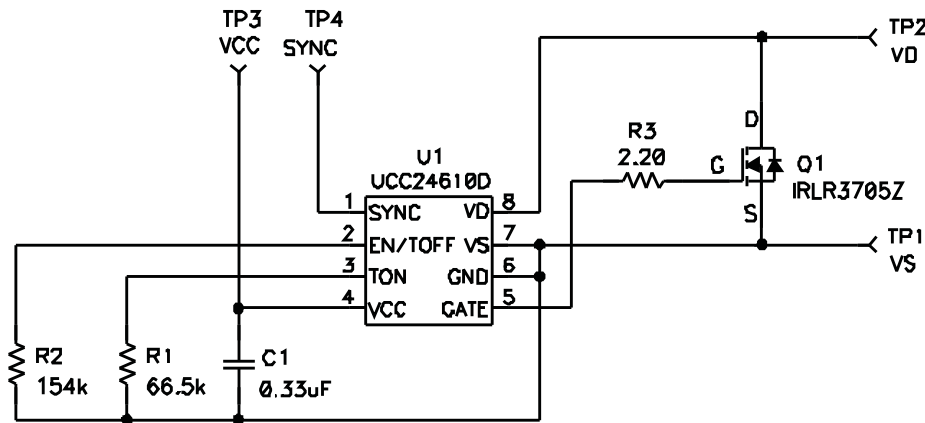 TP3
VCC
TP4
SYNC
TP2
VD
D
R3
2.20
G
Q1
IRLR3705Z
S
U1
UCC24610D
1 SYNC VD 8
2 EN/TOFF VS 7
3 TON GND 6
4 VCC GATE 5
TP1
VS
R2
154k
R1
66.5k
C1
0.33uF